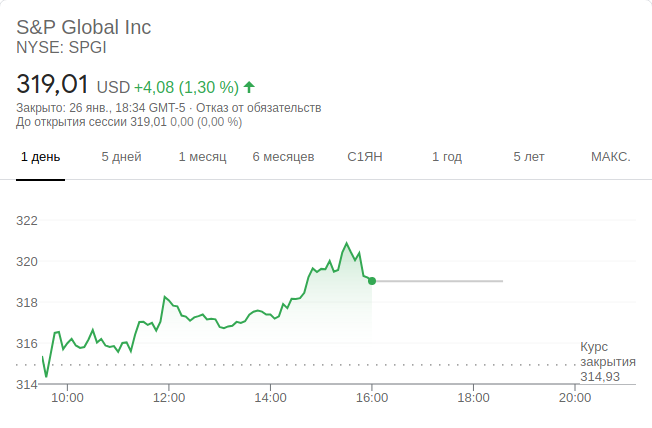 S&P Global Inc
NYSE: SPGI
319,01 USD +4,08 (1,30 %)
Закрыто: 26 янв., 18:34 GMT-5 · Отказ от обязательств
До открытия сессии 319,01 0,00 (0,00 %)
1 день 5 дней 1 месяц 6 месяцев С1ЯН 1 год 5 лет МАКС.
322
320
318
316
314
Курс
закрытия
314,93
10:00 12:00 14:00 16:00 18:00 20:00